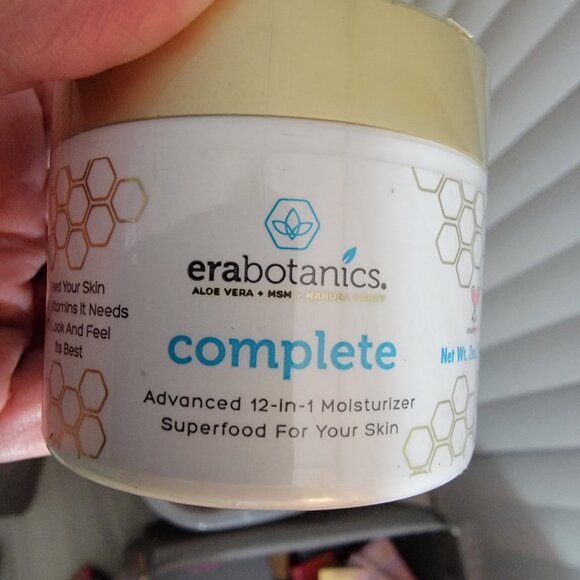 erabotanics.
ALOE VERA + MSM + MANUKA HONEY
complete
Advanced 12-in-1 Moisturizer
Superfood For Your Skin
Your Skin
It Needs
Look And Feel
Its Best
Net Wt.